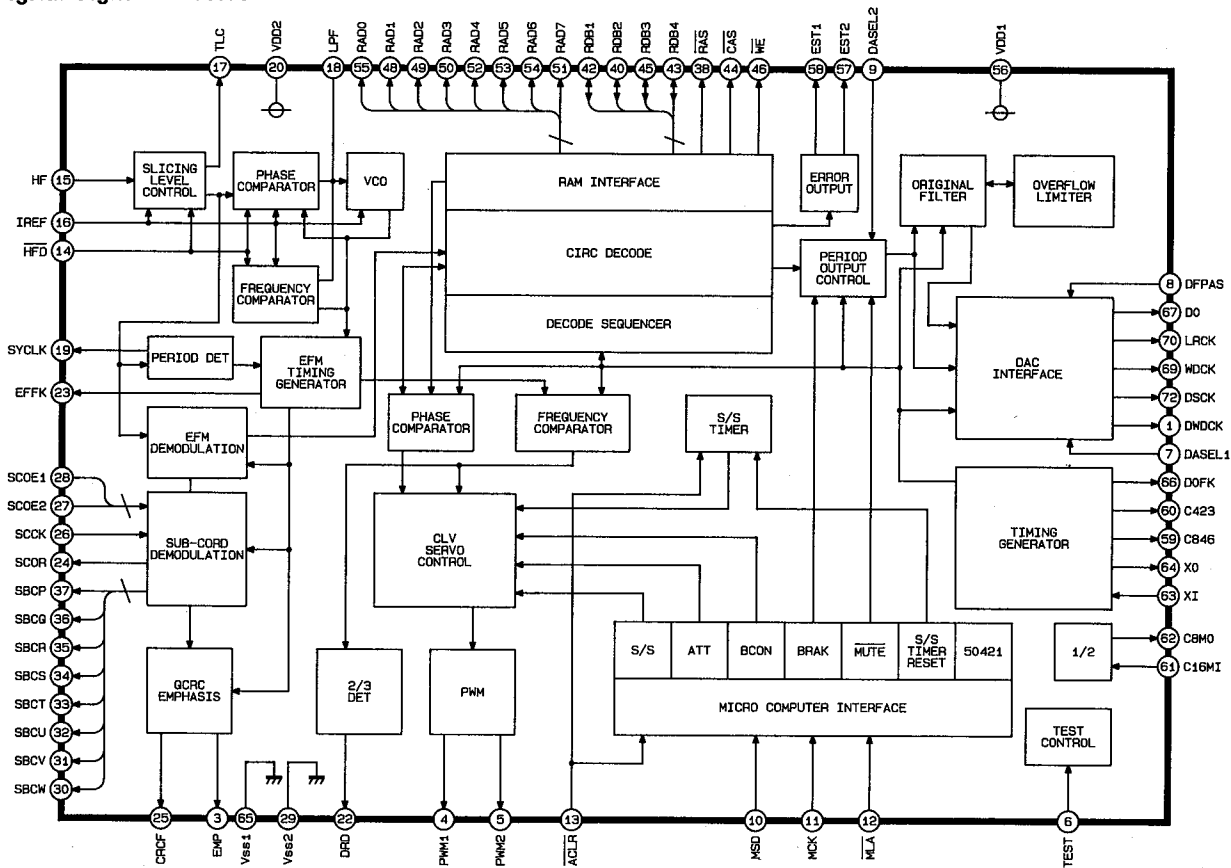 TLC
VDD2
LPF
RAD0
RAD1
RAD2
RAD3
RAD4
RAD5
RAD6
RAD7
RDB1
RDB2
RDB3
RDB4
RAS
CAS
WE
EST1
EST2
DASEL2
VDD1
17
20
18
55
48
49
50
52
53
54
51
42
40
45
43
38
44
46
58
57
9
56
HF 15
IREF 16
HFD 14
SYCLK 19
EFFK 23
SCOE1 28
SCOE2 27
SCCK 26
SCOR 24
SBCP 37
SBCQ 36
SBCR 35
SBCS 34
SBCT 33
SBCU 32
SBCV 31
SBCW 30
SLICING
LEVEL
CONTROL
PHASE
COMPARATOR
VCO
FREQUENCY
COMPARATOR
PERIOD DET
EFM
TIMING
GENERATOR
EFM
DEMODULATION
SUB-CORD
DEMODULATION
QCRC
EMPHASIS
RAM INTERFACE
CIRC DECODE
DECODE SEQUENCER
ERROR
OUTPUT
PERIOD
OUTPUT
CONTROL
ORIGINAL
FILTER
OVERFLOW
LIMITER
DAC
INTERFACE
PHASE
COMPARATOR
FREQUENCY
COMPARATOR
S/S
TIMER
CLV
SERVO
CONTROL
TIMING
GENERATOR
2/3
DET
PWM
S/S
ATT
BCON
BRAK
MUTE
S/S
TIMER
RESET
50421
MICRO COMPUTER INTERFACE
1/2
TEST
CONTROL
8 DFPAS
67 DO
70 LRCK
69 WDCK
72 DSCK
1 DWDCK
7 DASEL1
66 DOFK
60 C423
59 C846
64 XO
63 XI
62 C8MO
61 C16MI
25
3
65
29
22
4
5
13
10
11
12
6
CRCF
EMP
Vss1
Vss2
DRD
PWM1
PWM2
ACLR
MSD
MCK
MLA
TEST